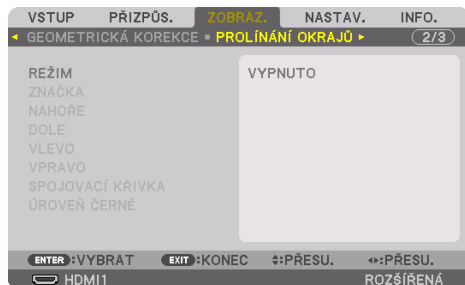 VSTUP PŘIZPŮS. ZOBRAZ. NASTAV. INFO.
GEOMETRICKÁ KOREKCE • PROLÍNÁNÍ OKRAJŮ 2/3
REŽIM VYPNUTO
ZNAČKA
NAHOŘE
DOLE
VLEVO
VPRAVO
SPOJOVACÍ KŘIVKA
ÚROVEŇ ČERNÉ
ENTER :VYBRAT EXIT :KONEC :PŘESU. :PŘESU.
HDMI1 ROZŠÍŘENÁ